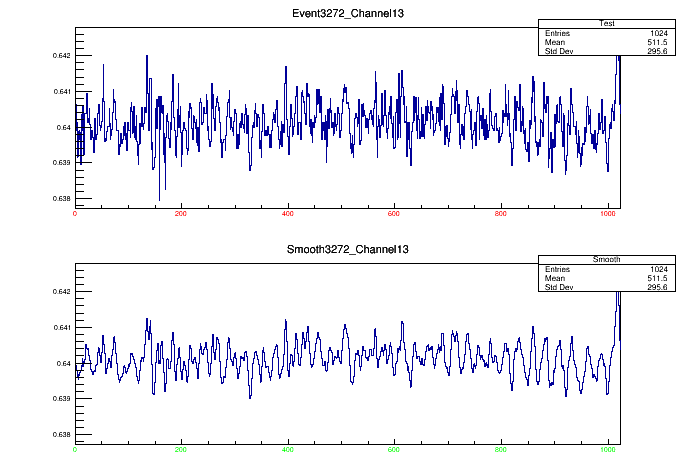 Event3272_Channel13
Test
Entries 1024
Mean 511.5
Std Dev 295.6
0.642
0.641
0.64
0.639
0.638
0 200 400 600 800 1000
Smooth3272_Channel13
Smooth
Entries 1024
Mean 511.5
Std Dev 295.6
0.642
0.641
0.64
0.639
0.638
0 200 400 600 800 1000